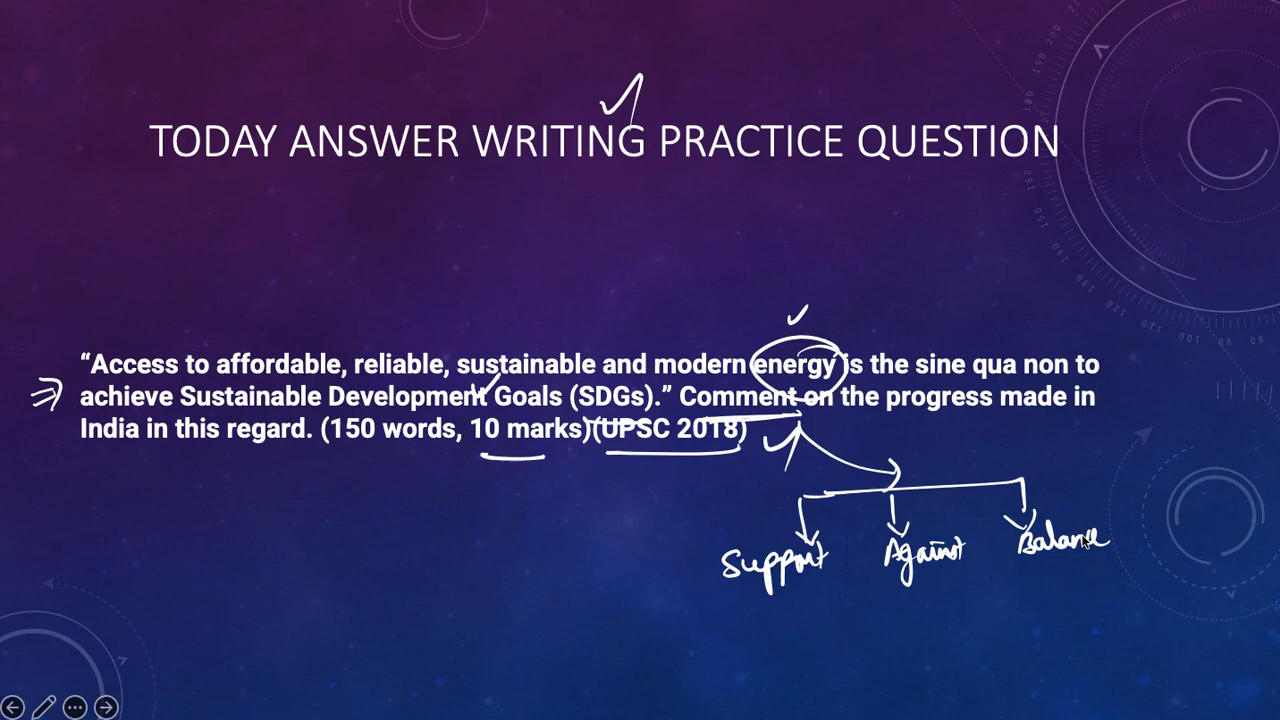 TODAY ANSWER WRITING PRACTICE QUESTION
“Access to affordable, reliable, sustainable and modern energy is the sine qua non to
achieve Sustainable Development Goals (SDGs).” Comment on the progress made in
India in this regard. (150 words, 10 marks)(UPSC 2018)
Support Against Balance